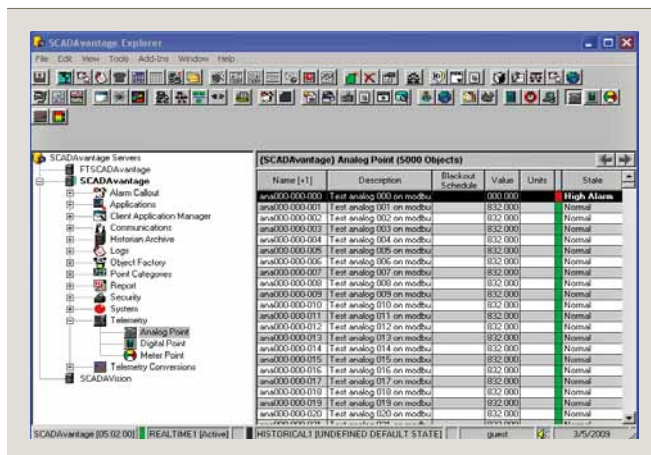 SCADAvantage Explorer
File Edit View Tools Add-Ins Window Help
SCADAvantage Servers
FTSCADAvantage
SCADAvantage
Alarm Callout
Applications
Client Application Manager
Communications
Historian Archive
Logs
Object Factory
Point Categories
Report
Security
System
Telemetry
Analog Point
Digital Point
Meter Point
Telemetry Conversions
SCADAVision
(SCADAvantage) Analog Point (5000 Objects)
Name [+1] Description Blackout Schedule Value Units State
ana000-000-000 Test analog 000 on modbu 000.000 High Alarm
ana000-000-001 Test analog 001 on modbu 832.000 Normal
ana000-000-002 Test analog 002 on modbu 832.000 Normal
ana000-000-003 Test analog 003 on modbu 832.000 Normal
ana000-000-004 Test analog 004 on modbu 832.000 Normal
ana000-000-005 Test analog 005 on modbu 832.000 Normal
ana000-000-006 Test analog 006 on modbu 832.000 Normal
ana000-000-007 Test analog 007 on modbu 832.000 Normal
ana000-000-008 Test analog 008 on modbu 832.000 Normal
ana000-000-009 Test analog 009 on modbu 832.000 Normal
ana000-000-010 Test analog 010 on modbu 832.000 Normal
ana000-000-011 Test analog 011 on modbu 832.000 Normal
ana000-000-012 Test analog 012 on modbu 832.000 Normal
ana000-000-013 Test analog 013 on modbu 832.000 Normal
ana000-000-014 Test analog 014 on modbu 832.000 Normal
ana000-000-015 Test analog 015 on modbu 832.000 Normal
ana000-000-016 Test analog 016 on modbu 832.000 Normal
ana000-000-017 Test analog 017 on modbu 832.000 Normal
ana000-000-018 Test analog 018 on modbu 832.000 Normal
ana000-000-019 Test analog 019 on modbu 832.000 Normal
ana000-000-020 Test analog 020 on modbu 832.000 Normal
SCADAvantage [05.02.00] REALTIME1 [Active] HISTORICAL1 [UNDEFINED DEFAULT STATE] guest 3/5/2009